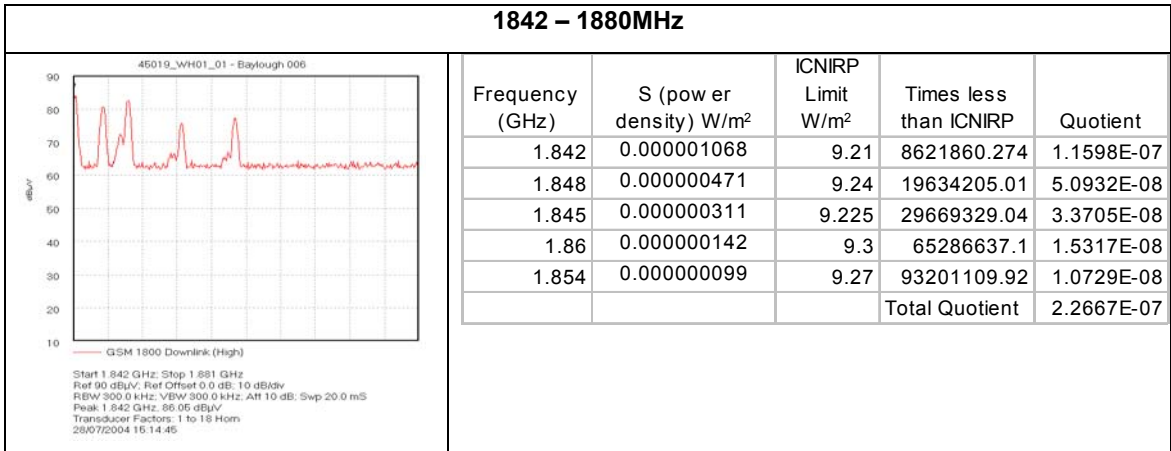 1842 – 1880MHz
45019_WH01_01 - Baylough 006
90
80
70
60
50
40
30
20
10
dBµV
GSM 1800 Downlink (High)
Start 1.842 GHz; Stop 1.881 GHz
Ref 90 dBµV; Ref Offset 0.0 dB; 10 dB/div
RBW 300.0 kHz; VBW 300.0 kHz; Att 10 dB; Swp 20.0 mS
Peak 1.842 GHz, 86.05 dBµV
Transducer Factors: 1 to 18 Horn
28/07/2004 15:14:45
Frequency (GHz) S (pow er density) W/m² ICNIRP Limit W/m² Times less than ICNIRP Quotient
1.842 0.000001068 9.21 8621860.274 1.1598E-07
1.848 0.000000471 9.24 19634205.01 5.0932E-08
1.845 0.000000311 9.225 29669329.04 3.3705E-08
1.86 0.000000142 9.3 65286637.1 1.5317E-08
1.854 0.000000099 9.27 93201109.92 1.0729E-08
Total Quotient 2.2667E-07